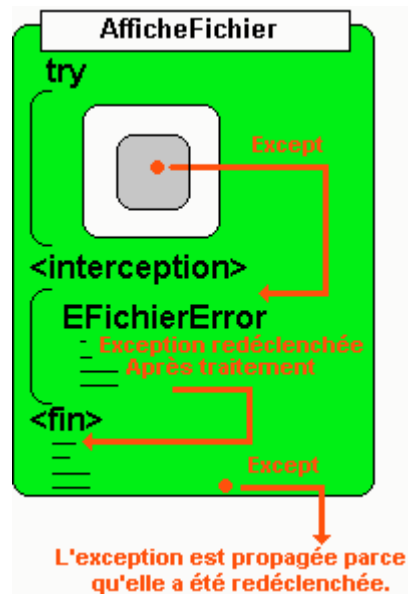 AfficheFichier
try
Except
<interception>
EFichierError
Exception redéclenchée
Après traitement
<fin>
Except
L'exception est propagée parce
qu'elle a été redéclenchée.